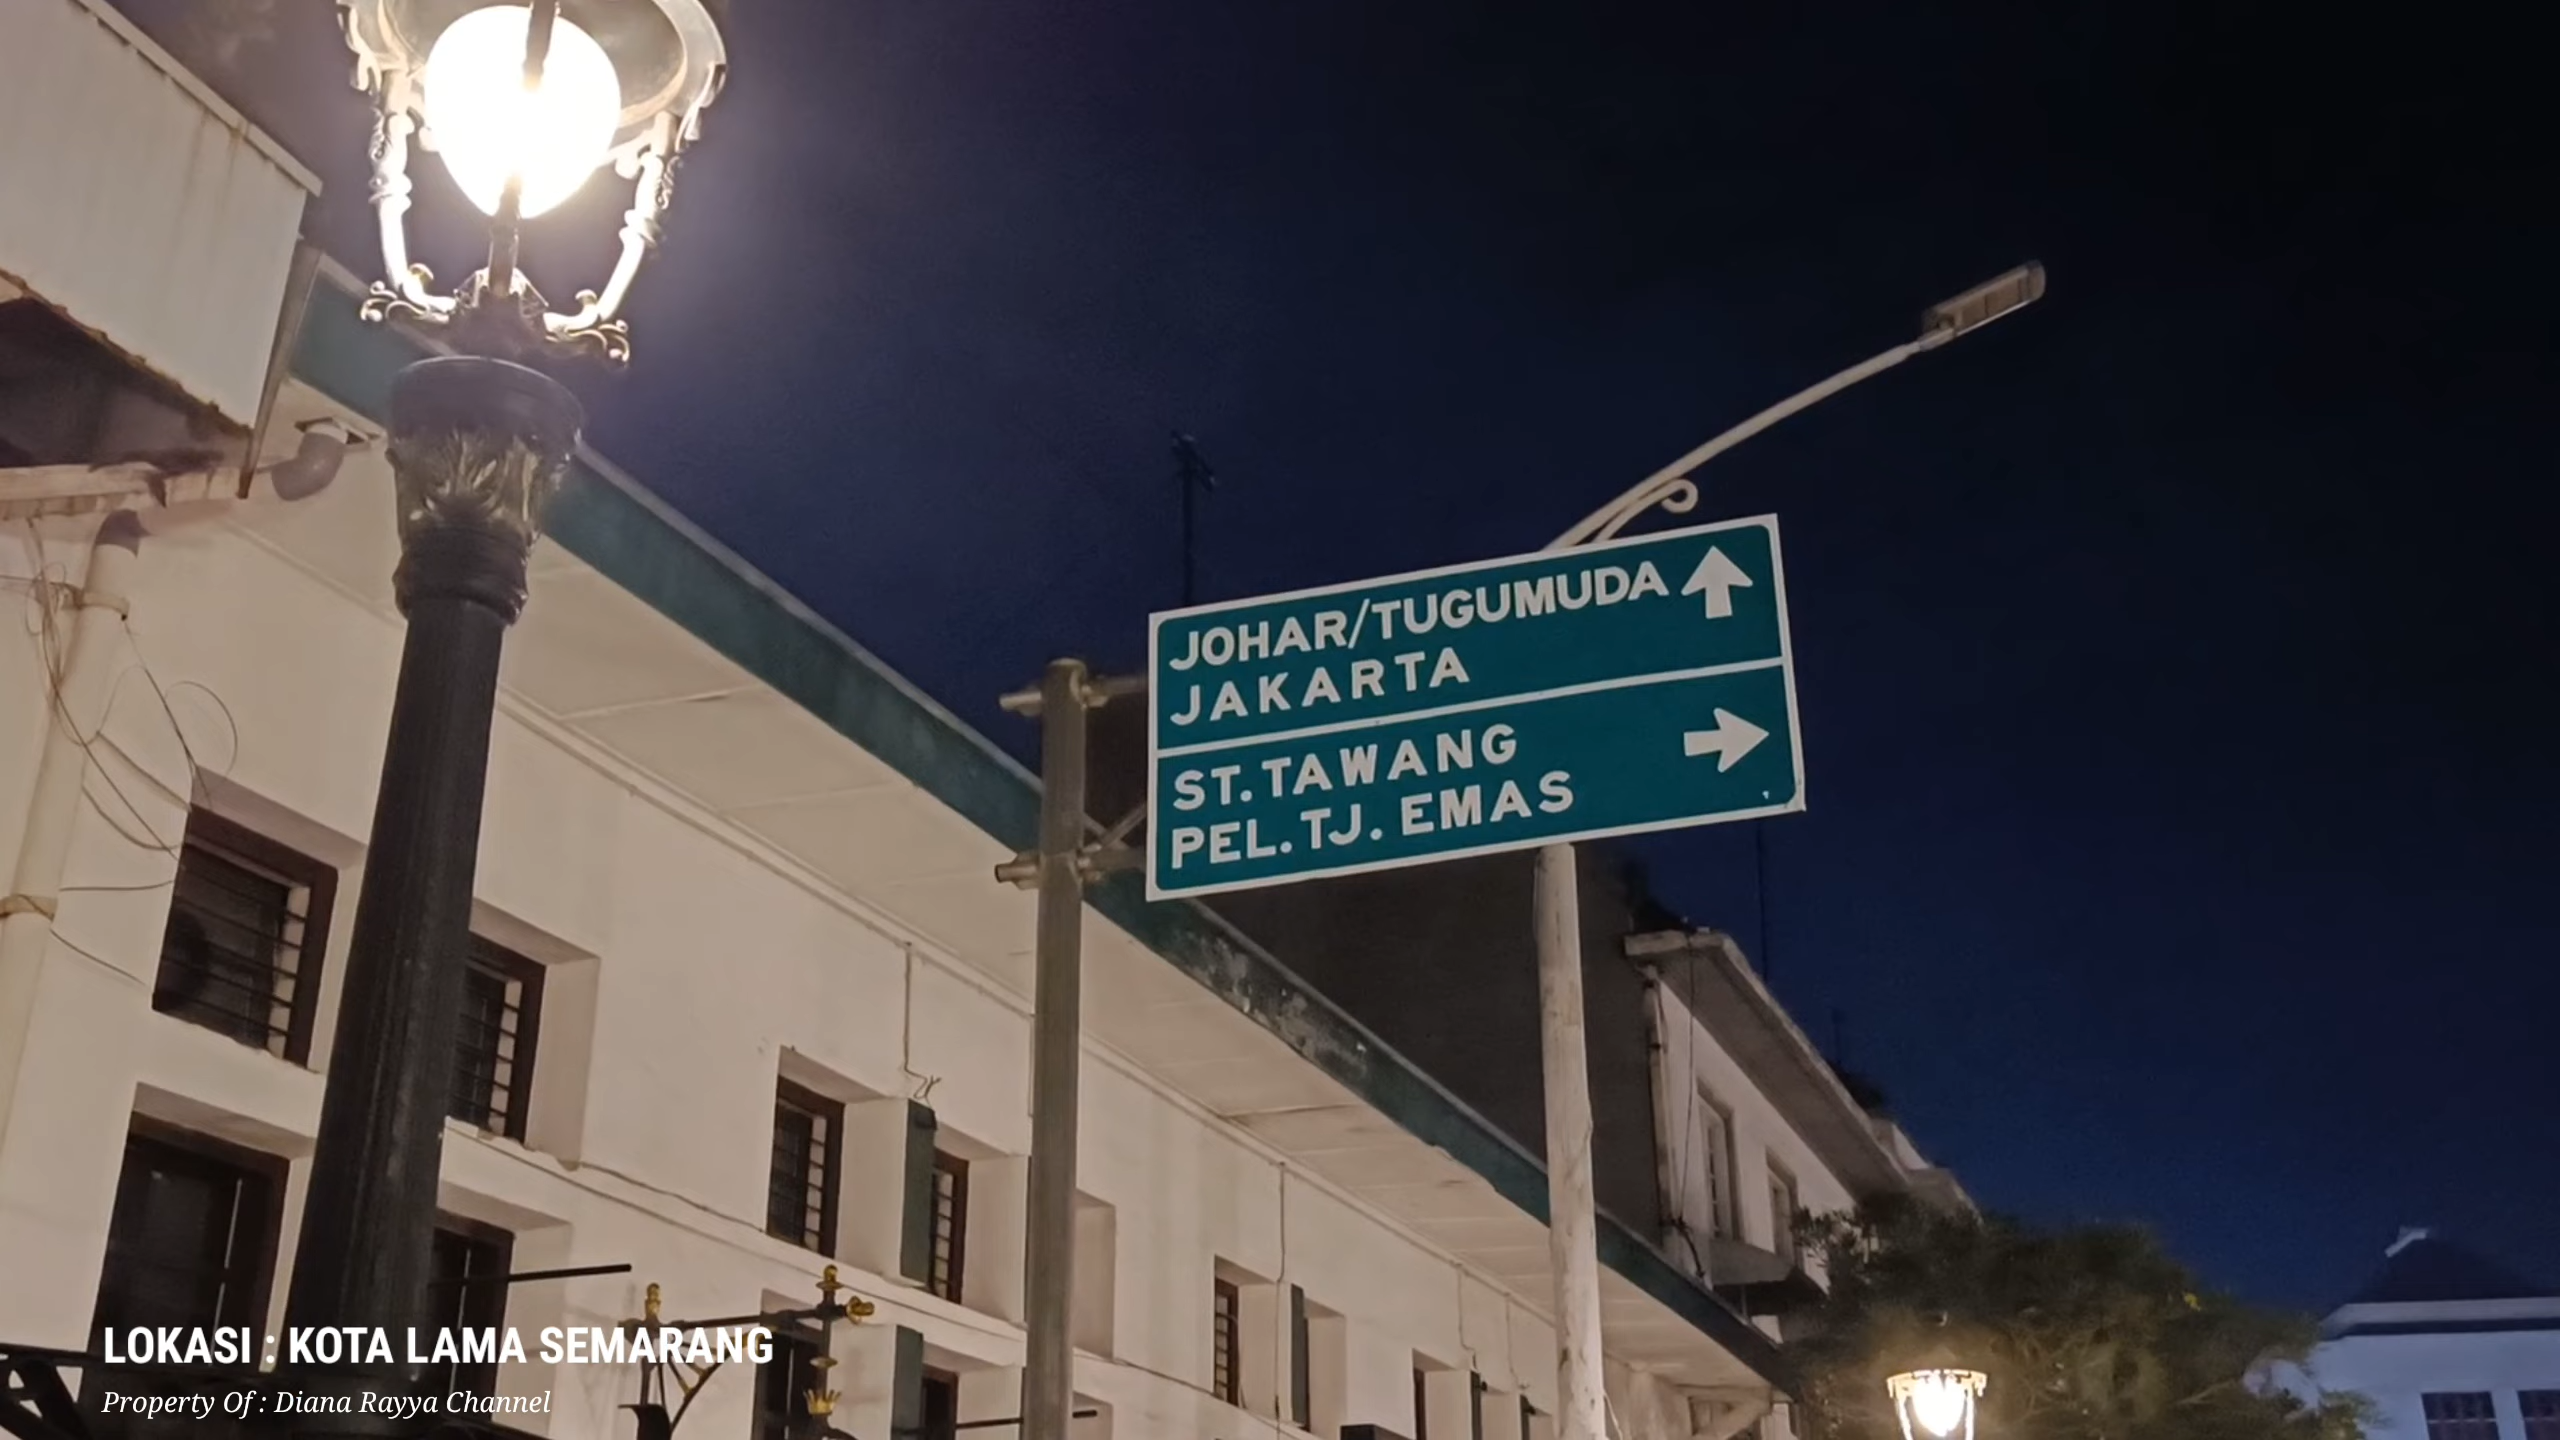 JOHAR/TUGUMUDA
JAKARTA
ST. TAWANG
PEL. TJ. EMAS
LOKASI : KOTA LAMA SEMARANG
Property Of : Diana Rayya Channel